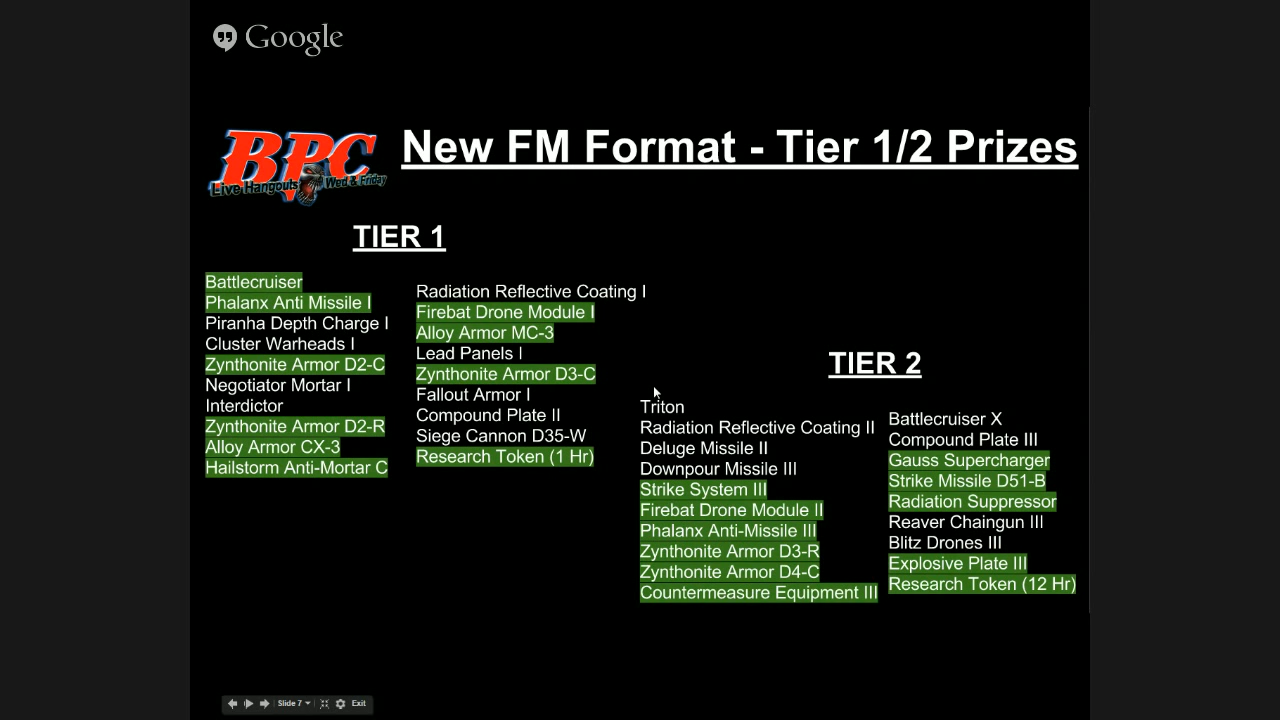 Google
BPC
Live Hangouts Wed & Friday
New FM Format - Tier 1/2 Prizes
TIER 1
Battlecruiser
Phalanx Anti Missile I
Piranha Depth Charge I
Cluster Warheads I
Zynthonite Armor D2-C
Negotiator Mortar I
Interdictor
Zynthonite Armor D2-R
Alloy Armor CX-3
Hailstorm Anti-Mortar C
Radiation Reflective Coating I
Firebat Drone Module I
Alloy Armor MC-3
Lead Panels I
Zynthonite Armor D3-C
Fallout Armor I
Compound Plate II
Siege Cannon D35-W
Research Token (1 Hr)
TIER 2
Triton
Radiation Reflective Coating II
Deluge Missile II
Downpour Missile III
Strike System III
Firebat Drone Module II
Phalanx Anti-Missile III
Zynthonite Armor D3-R
Zynthonite Armor D4-C
Countermeasure Equipment III
Battlecruiser X
Compound Plate III
Gauss Supercharger
Strike Missile D51-B
Radiation Suppressor
Reaver Chaingun III
Blitz Drones III
Explosive Plate III
Research Token (12 Hr)
Slide 7
Exit